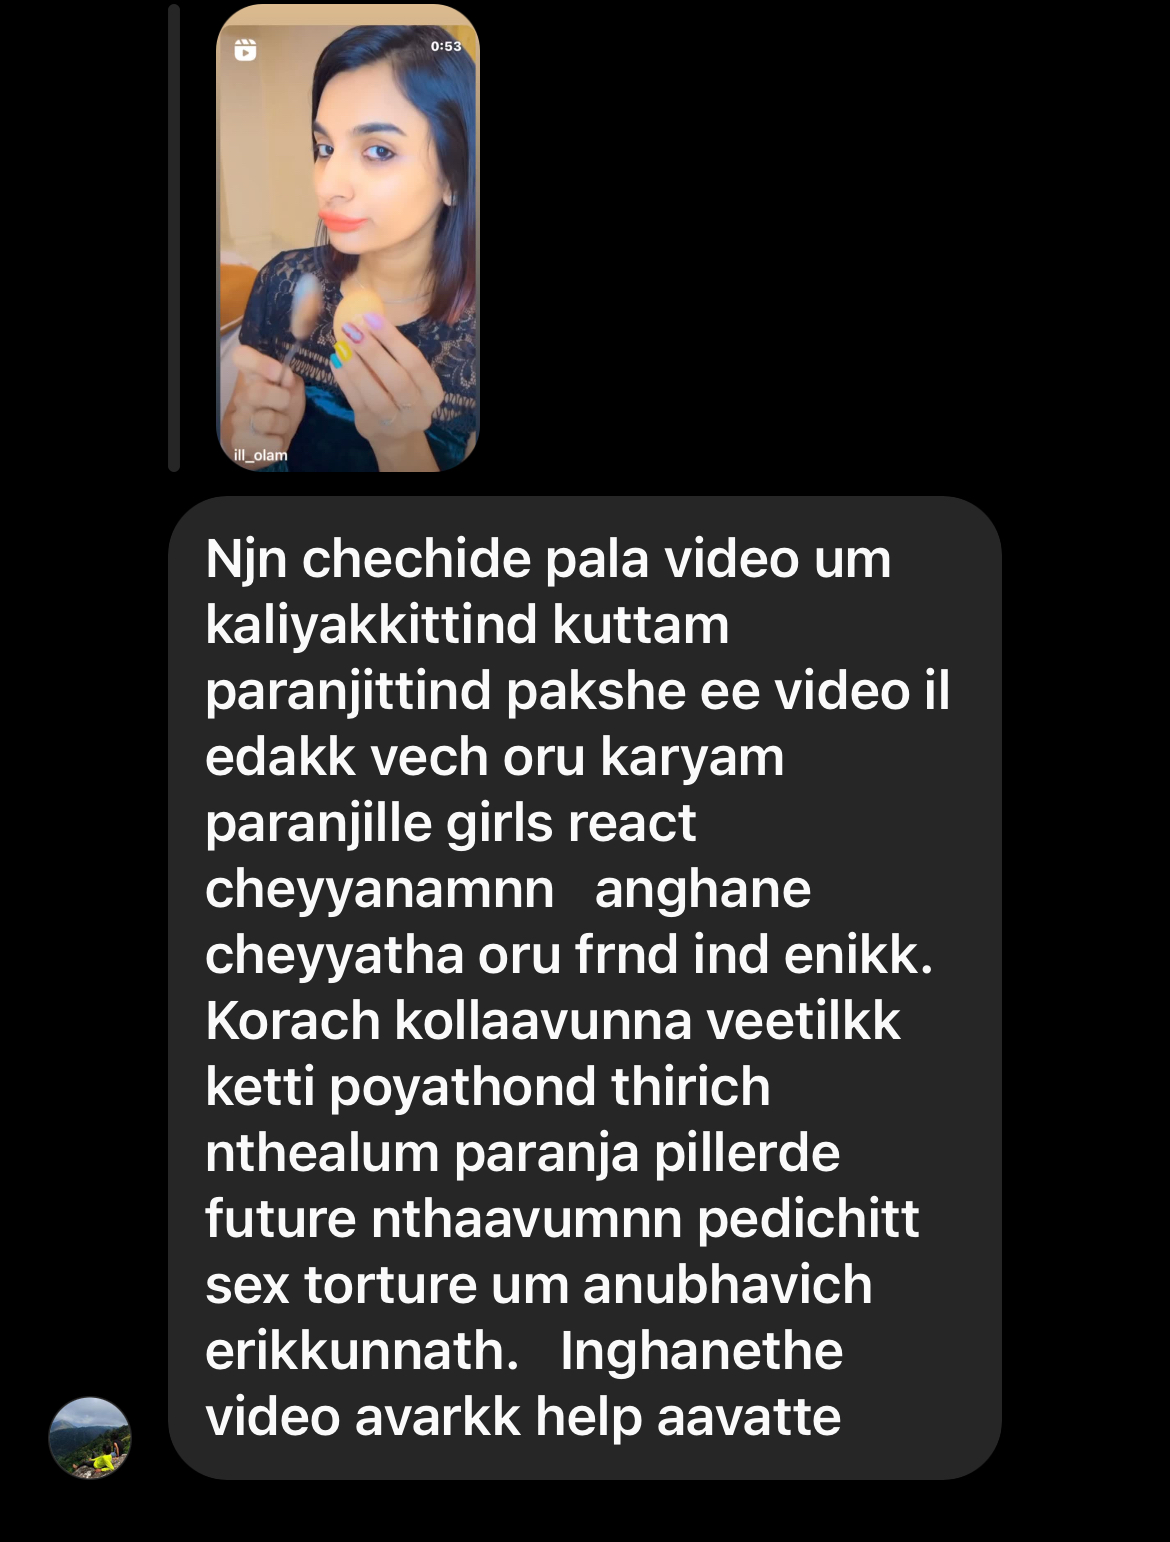 0:53
ill_olam
Njn chechide pala video um
kaliyakkittind kuttam
paranjittind pakshe ee video il
edakk vech oru karyam
paranjille girls react
cheyyanamnn   anghane
cheyyatha oru frnd ind enikk.
Korach kollaavunna veetilkk
ketti poyathond thirich
nthealum paranja pillerde
future nthaavumnn pedichitt
sex torture um anubhavich
erikkunnath.   Inghanethe
video avarkk help aavatte